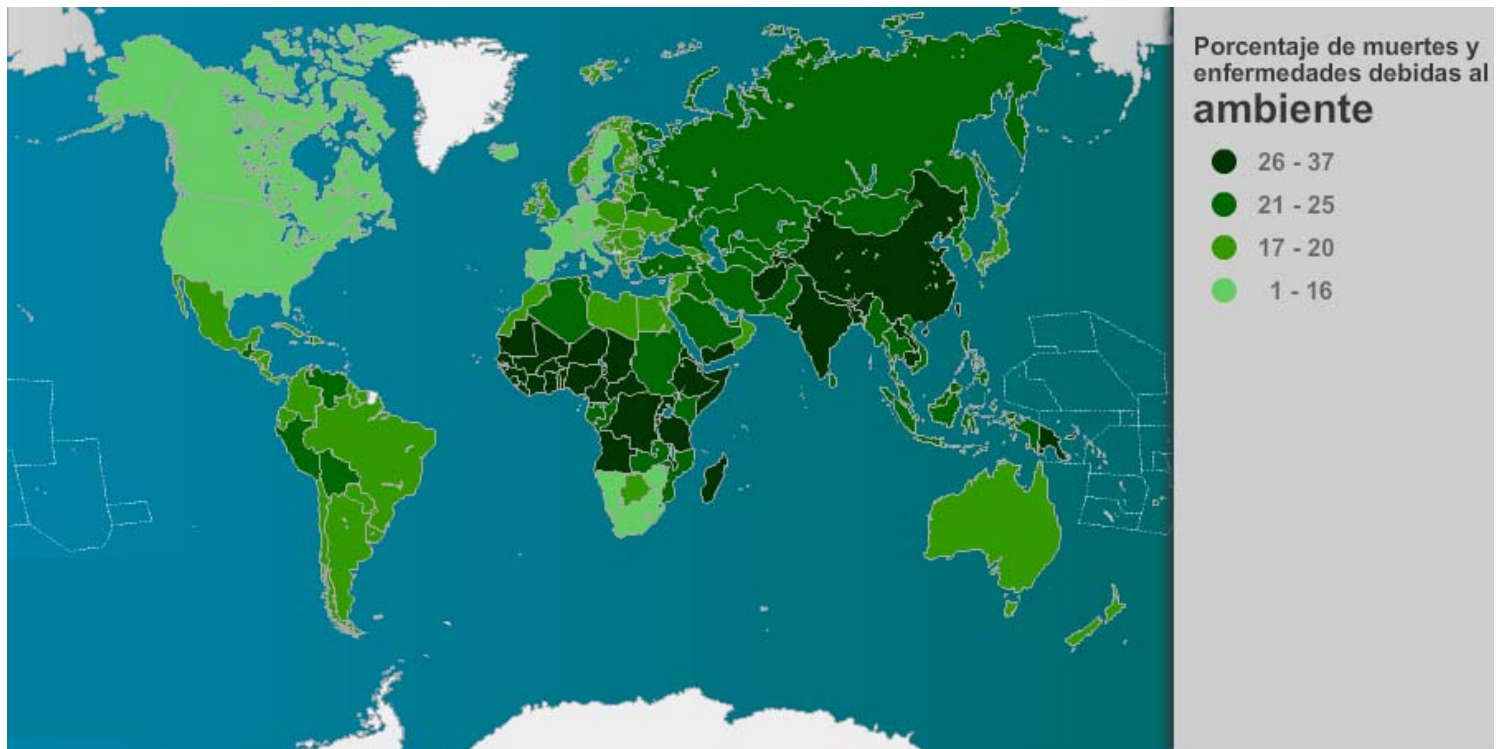 Porcentaje de muertes y
enfermedades debidas al
ambiente
26 - 37
21 - 25
17 - 20
1 - 16